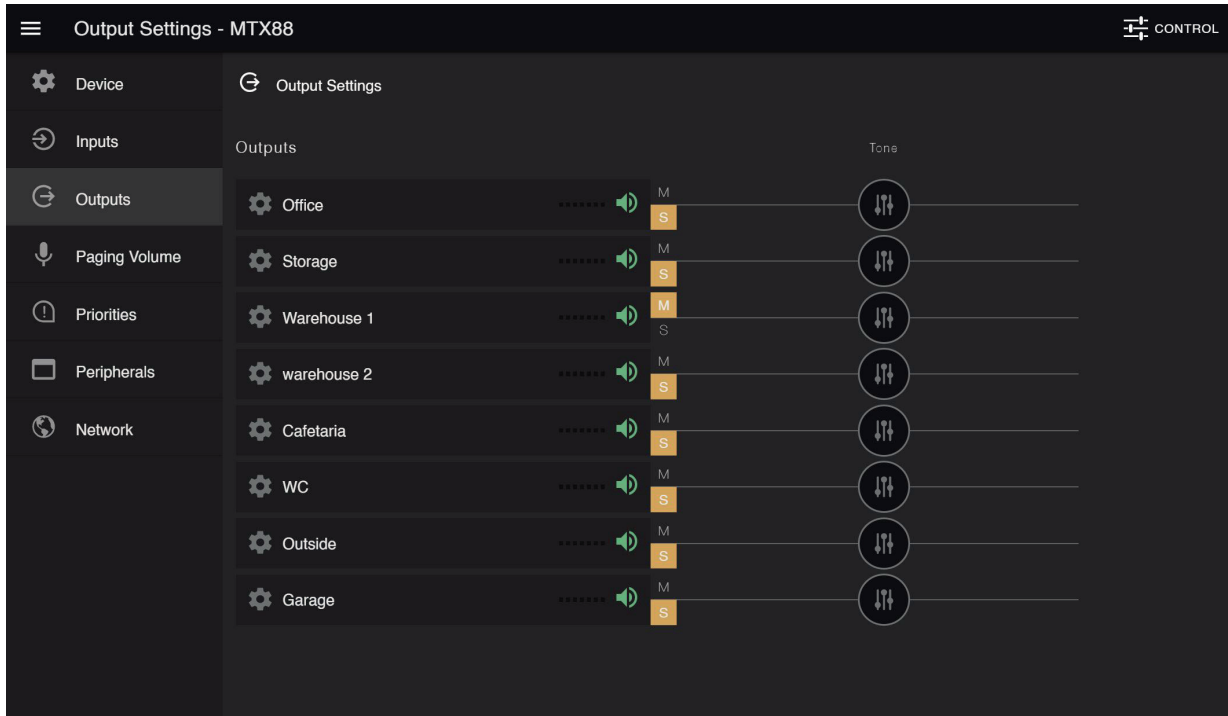 Output Settings - MTX88
CONTROL
Device
Inputs
Outputs
Paging Volume
Priorities
Peripherals
Network
Output Settings
Outputs Tone
Office M S
Storage M S
Warehouse 1 M S
warehouse 2 M S
Cafetaria M S
WC M S
Outside M S
Garage M S